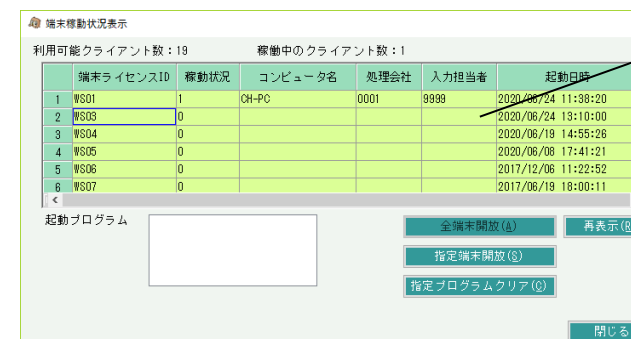 端末稼動状況表示
利用可能クライアント数：19 稼働中のクライアント数：1
端末ライセンスID 稼動状況 コンピュータ名 処理会社 入力担当者 起動日時
1 WS01 1 CH-PC 0001 9999 2020/06/24 11:38:20
2 WS03 0 2020/06/24 13:10:00
3 WS04 0 2020/06/19 14:55:26
4 WS05 0 2020/06/08 17:41:21
5 WS06 0 2017/12/06 11:22:52
6 WS07 0 2017/06/19 18:00:11
起動プログラム
全端末開放(A) 再表示(R
指定端末開放(S)
指定プログラムクリア(C)
閉じる